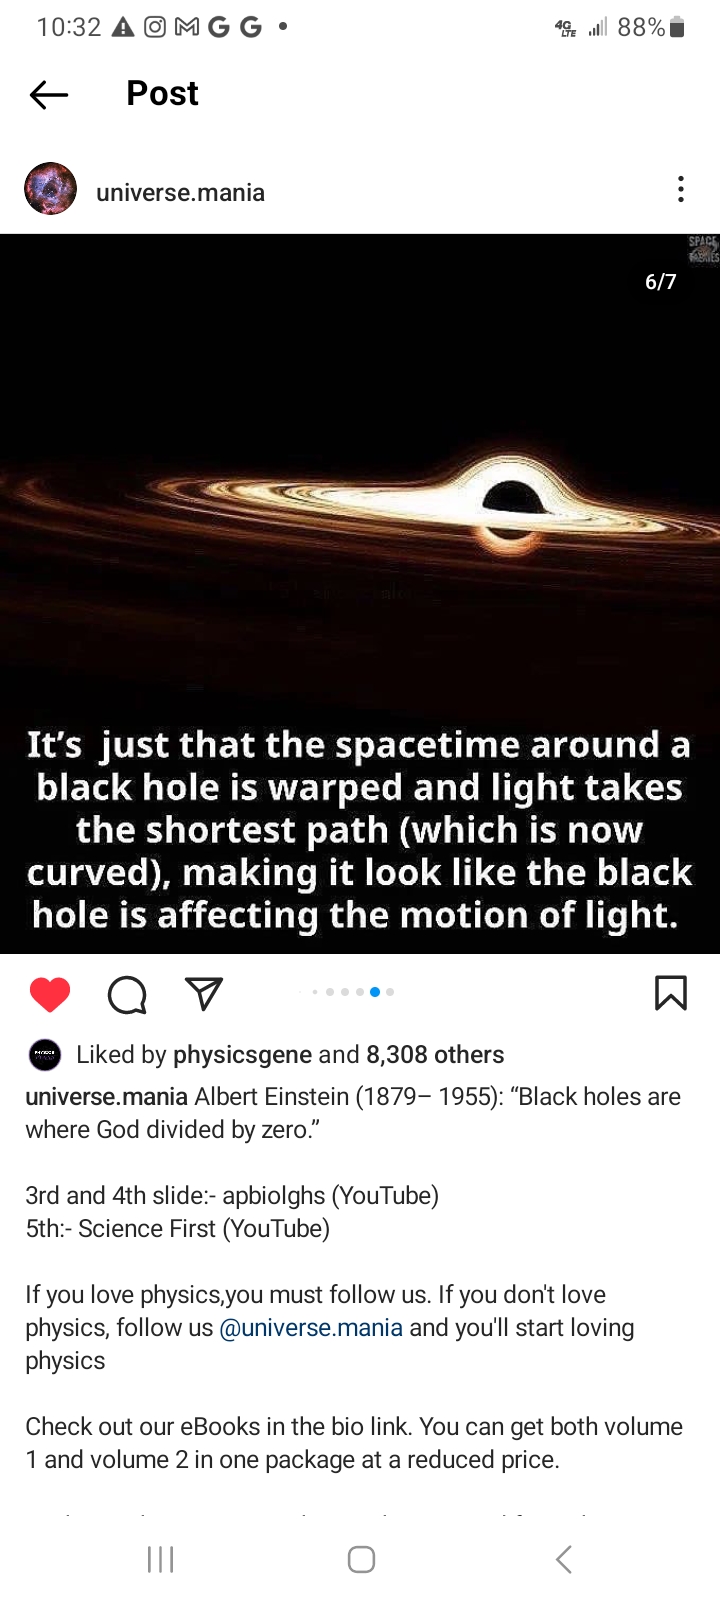 10:32
4G LTE 88%
Post
universe.mania
SPACE
6/7
It's just that the spacetime around a
black hole is warped and light takes
the shortest path (which is now
curved), making it look like the black
hole is affecting the motion of light.
Liked by physicsgene and 8,308 others
universe.mania Albert Einstein (1879– 1955): “Black holes are
where God divided by zero.”
3rd and 4th slide:- apbiolghs (YouTube)
5th:- Science First (YouTube)
If you love physics,you must follow us. If you don't love
physics, follow us @universe.mania and you'll start loving
physics
Check out our eBooks in the bio link. You can get both volume
1 and volume 2 in one package at a reduced price.